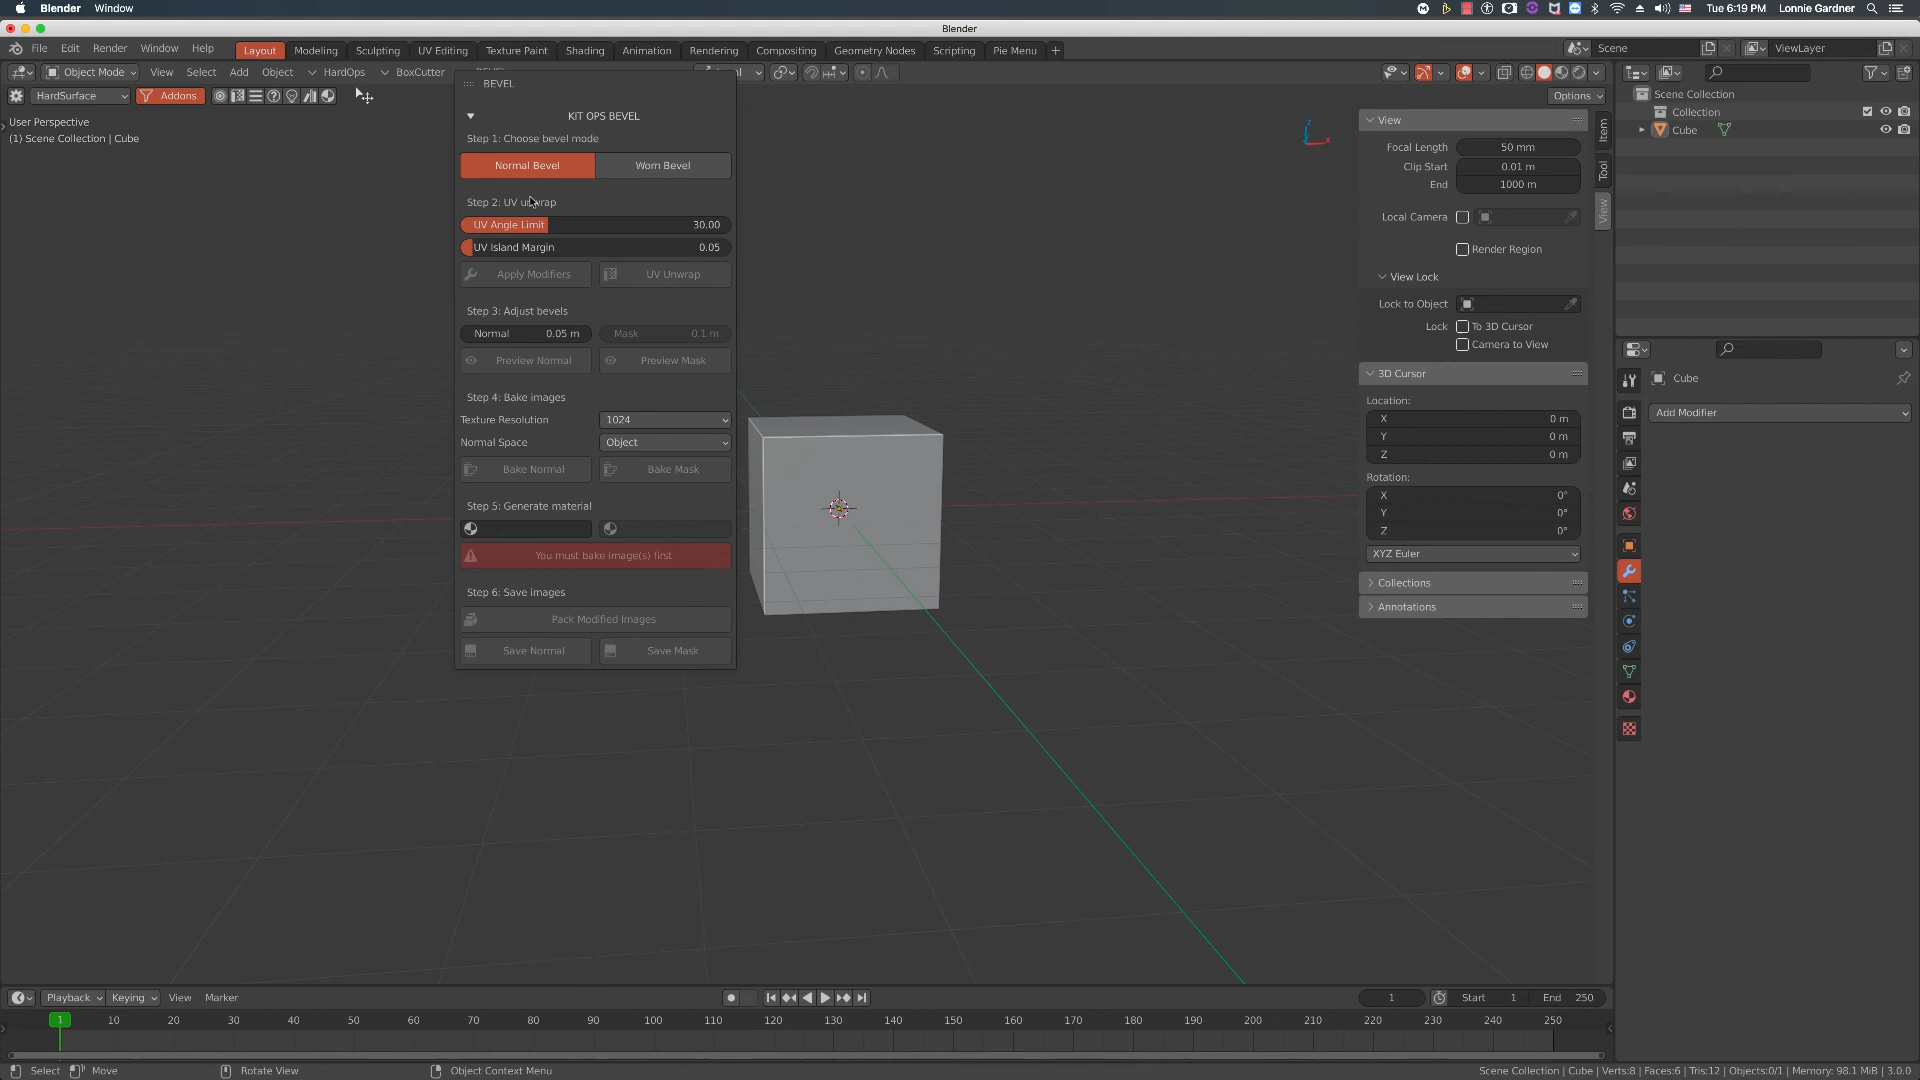 Blender Window
Tue 6:19 PM Lonnie Gardner
Blender
File Edit Render Window Help
Layout Modeling Sculpting UV Editing Texture Paint Shading Animation Rendering Compositing Geometry Nodes Scripting Pie Menu +
Scene ViewLayer
Object Mode View Select Add Object HardOps BoxCutter
HardSurface Addons
Options
User Perspective
(1) Scene Collection | Cube
BEVEL
KIT OPS BEVEL
Step 1: Choose bevel mode
Normal Bevel Worn Bevel
Step 2: UV unwrap
UV Angle Limit 30.00
UV Island Margin 0.05
Apply Modifiers UV Unwrap
Step 3: Adjust bevels
Normal 0.05 m Mask 0.1 m
Preview Normal Preview Mask
Step 4: Bake images
Texture Resolution 1024
Normal Space Object
Bake Normal Bake Mask
Step 5: Generate material
You must bake image(s) first
Step 6: Save images
Pack Modified Images
Save Normal Save Mask
Z
X
View
Focal Length 50 mm
Clip Start 0.01 m
End 1000 m
Local Camera
Render Region
View Lock
Lock to Object
Lock To 3D Cursor
Camera to View
3D Cursor
Location:
X 0 m
Y 0 m
Z 0 m
Rotation:
X 0°
Y 0°
Z 0°
XYZ Euler
Collections
Annotations
Item
Tool
View
Scene Collection
Collection
Cube
Cube
Add Modifier
Playback Keying View Marker
1 Start 1 End 250
1 10 20 30 40 50 60 70 80 90 100 110 120 130 140 150 160 170 180 190 200 210 220 230 240 250
Select Move Rotate View Object Context Menu
Scene Collection | Cube | Verts:8 | Faces:6 | Tris:12 | Objects:0/1 | Memory: 98.1 MiB | 3.0.0